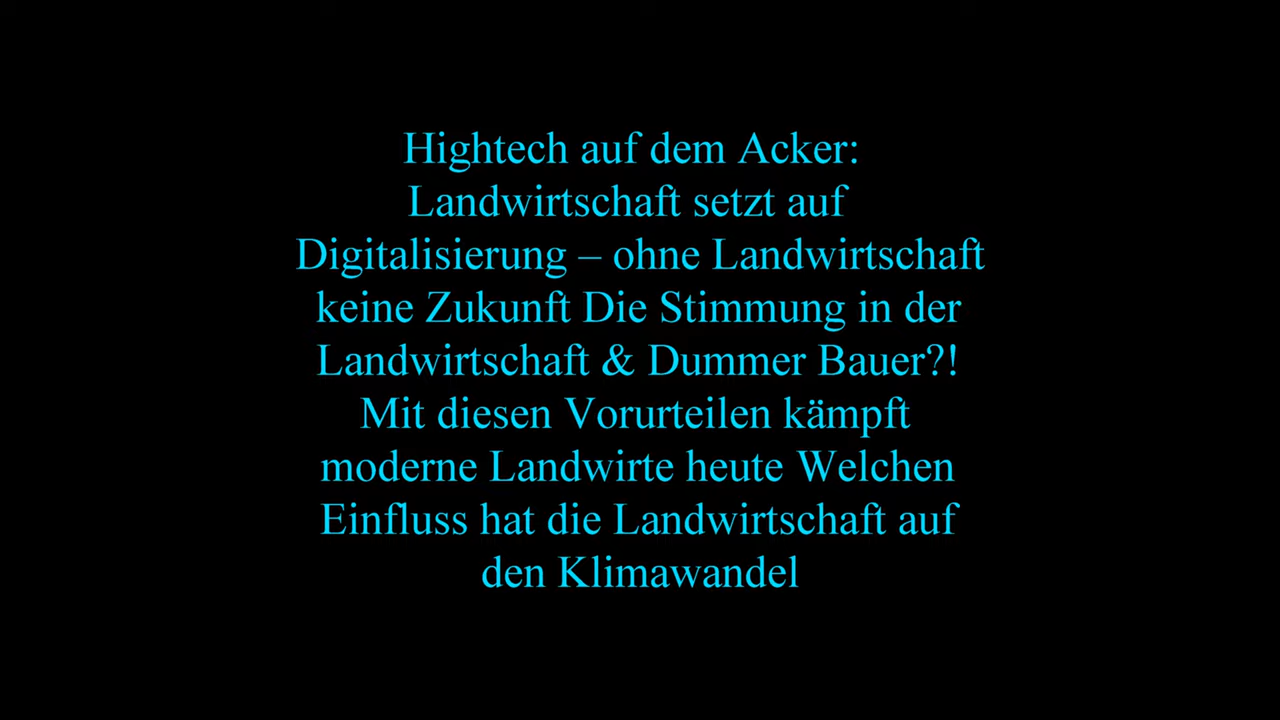 Hightech auf dem Acker:
Landwirtschaft setzt auf
Digitalisierung – ohne Landwirtschaft
keine Zukunft Die Stimmung in der
Landwirtschaft & Dummer Bauer?!
Mit diesen Vorurteilen kämpft
moderne Landwirte heute Welchen
Einfluss hat die Landwirtschaft auf
den Klimawandel